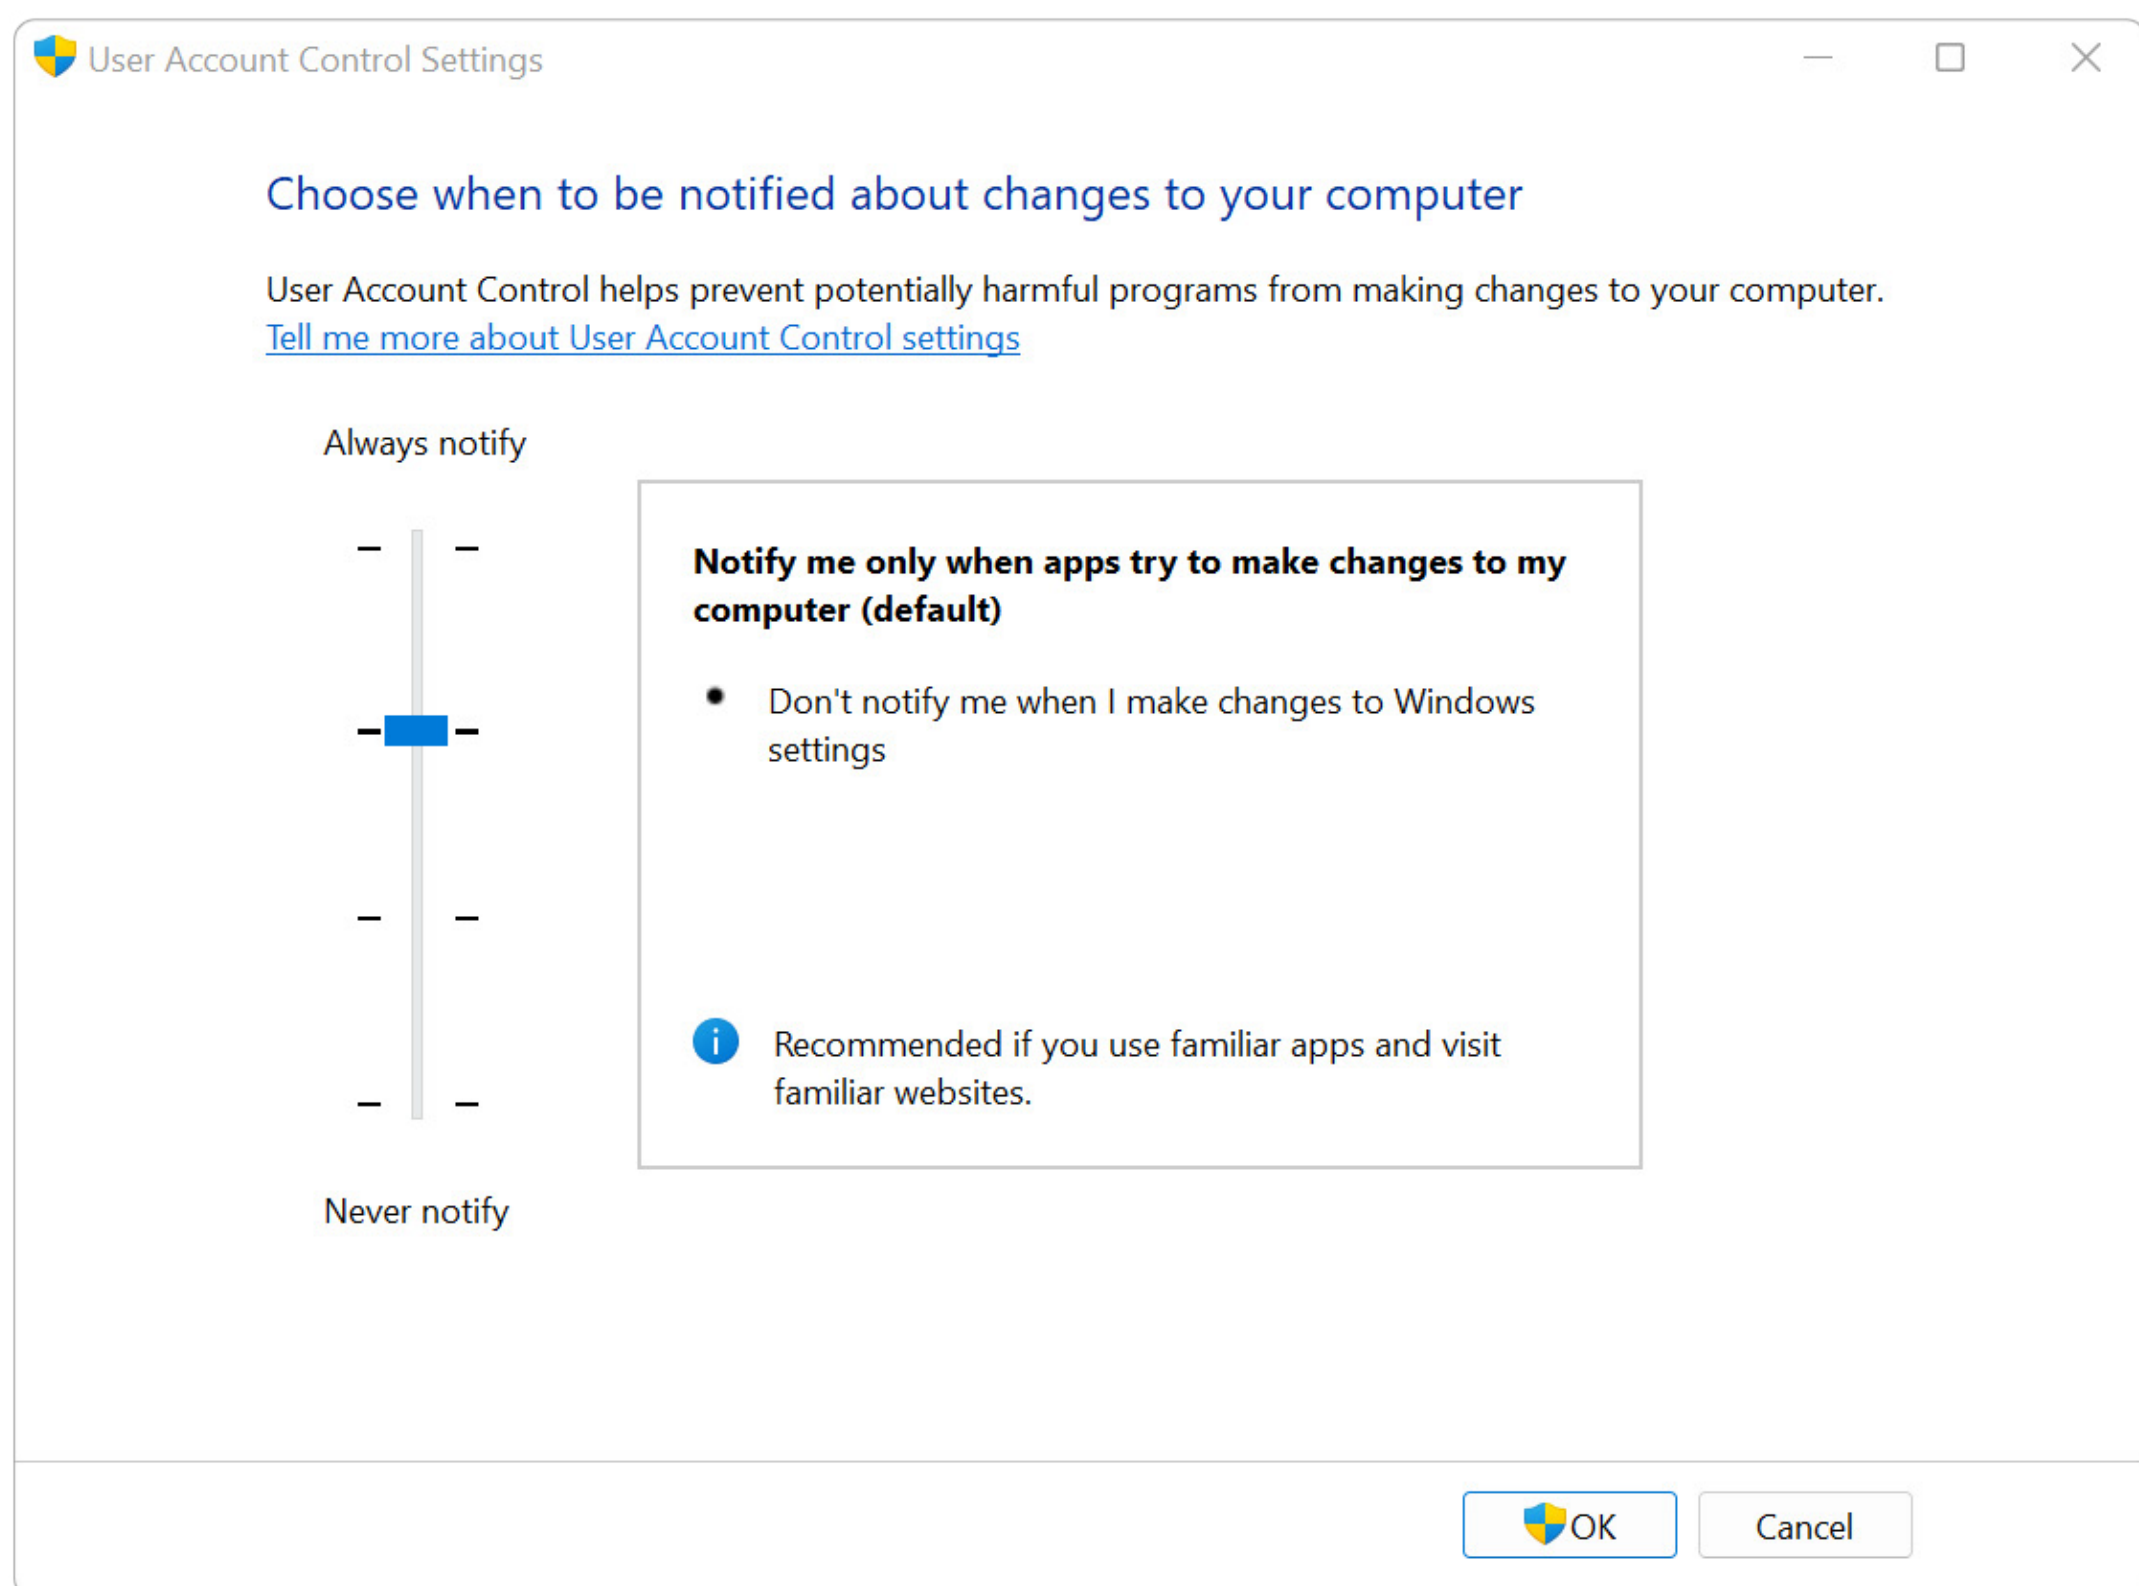 User Account Control Settings
Choose when to be notified about changes to your computer
User Account Control helps prevent potentially harmful programs from making changes to your computer.
Tell me more about User Account Control settings
Always notify
Notify me only when apps try to make changes to my
computer (default)
Don't notify me when I make changes to Windows
settings
Recommended if you use familiar apps and visit
familiar websites.
Never notify
OK
Cancel